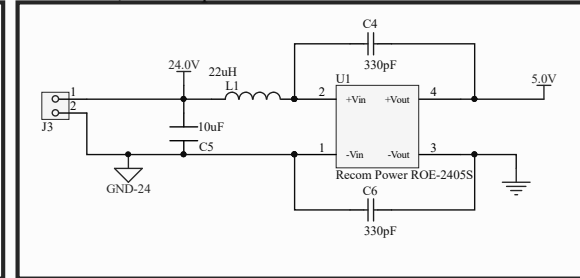 C4
330pF
24.0V
22uH
L1
U1
5.0V
1
2
J3
2
+Vin
+Vout
4
10uF
C5
1
-Vin
-Vout
3
GND-24
Recom Power ROE-2405S
C6
330pF